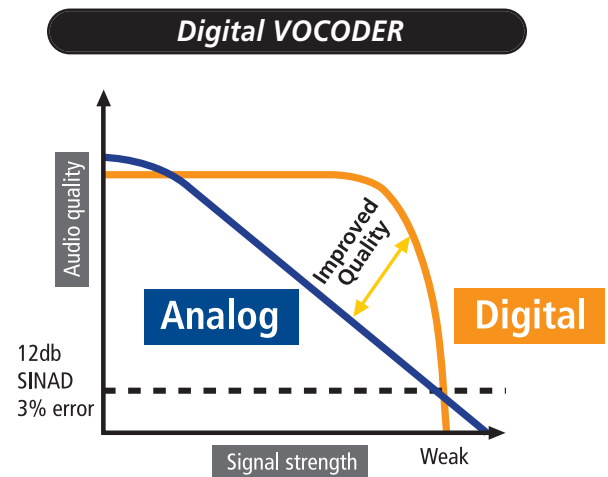 Digital VOCODER
Audio quality
Improved
Quality
Analog
Digital
12db
SINAD
3% error
Signal strength
Weak